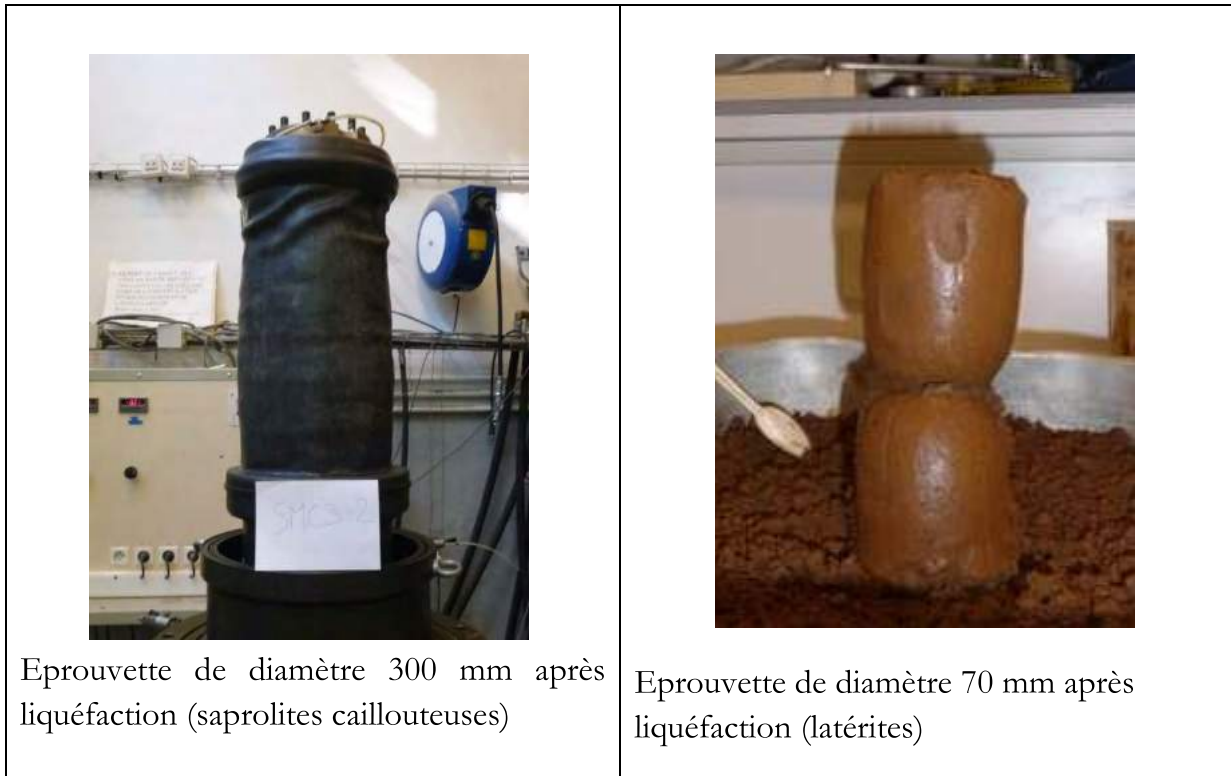 SMC3-2
Eprouvette de diamètre 300 mm après
liquéfaction (saprolites caillouteuses)
Eprouvette de diamètre 70 mm après
liquéfaction (latérites)